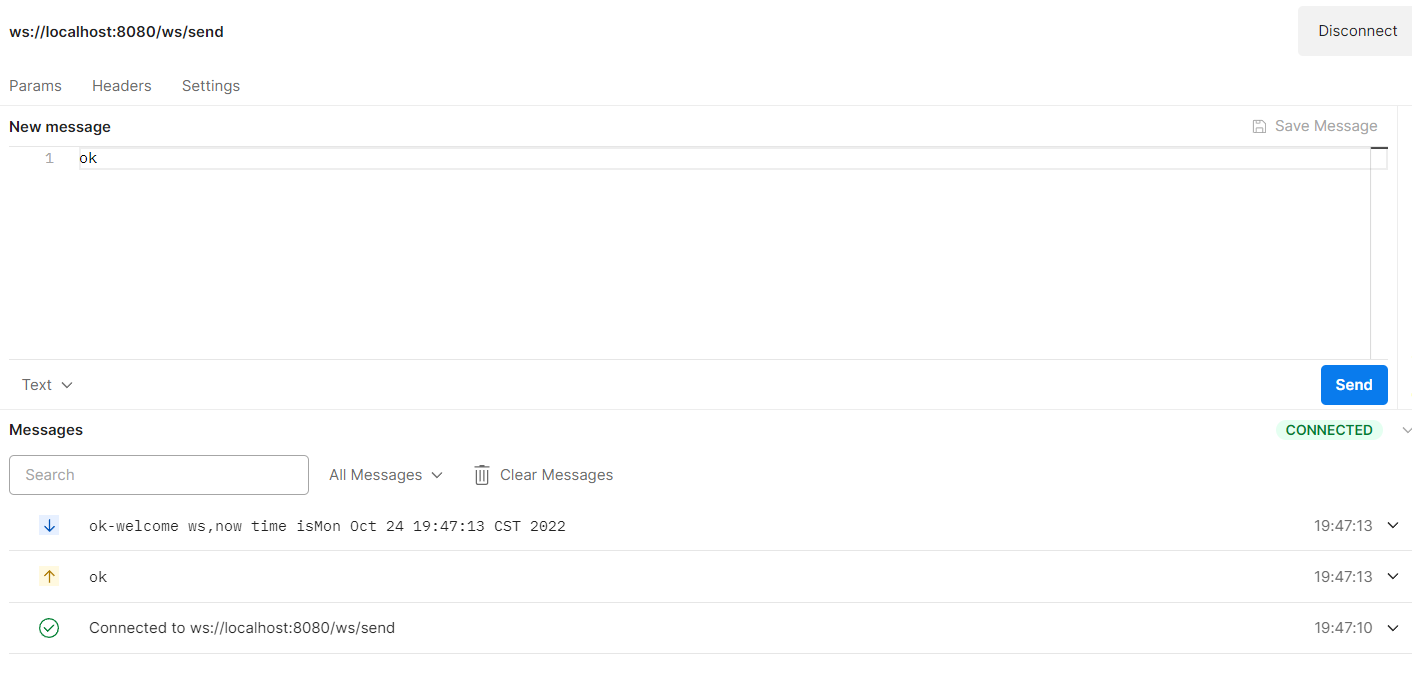 ws://localhost:8080/ws/send
Disconnect
Params Headers Settings
New message
Save Message
1 ok
Text
Send
Messages
CONNECTED
Search
All Messages
Clear Messages
ok-welcome ws,now time isMon Oct 24 19:47:13 CST 2022 19:47:13
ok 19:47:13
Connected to ws://localhost:8080/ws/send 19:47:10